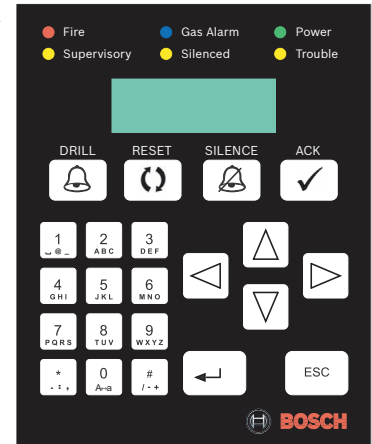 Fire Gas Alarm Power
Supervisory Silenced Trouble
DRILL RESET SILENCE ACK
1 2 3
␣ @ _ ABC DEF
4 5 6
GHI JKL MNO
7 8 9
PQRS TUV WXYZ
* 0 #
. : , A↔a / - +
ESC
BOSCH